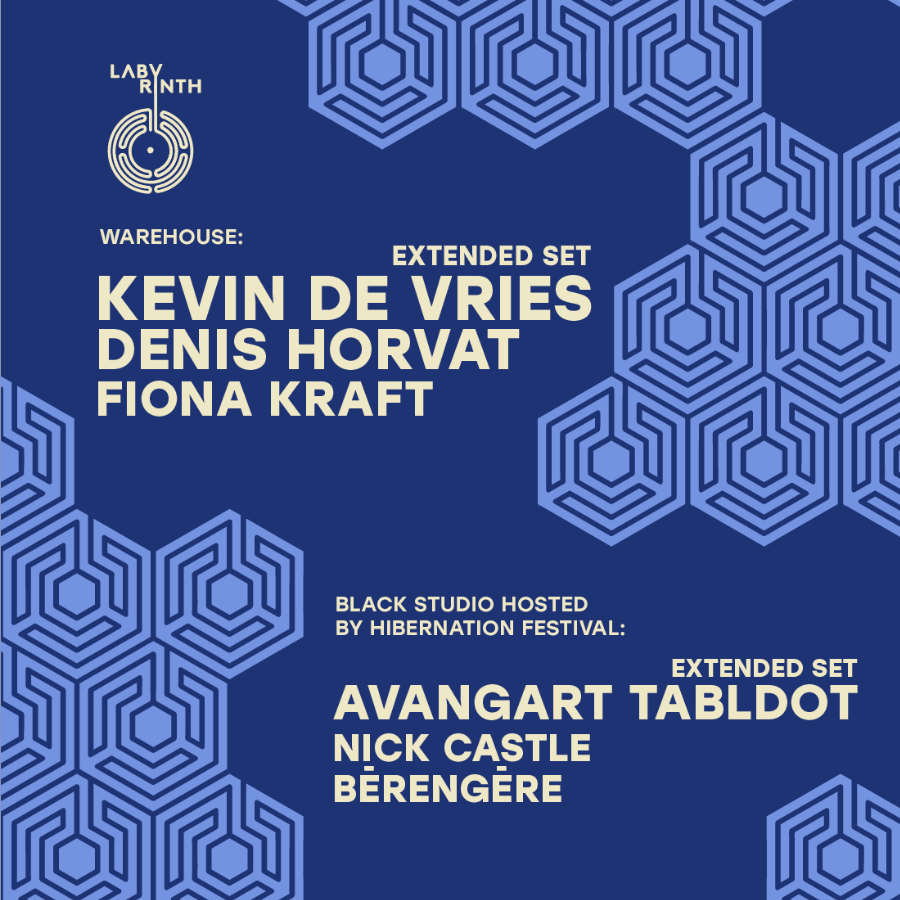 LABY
RINTH
WAREHOUSE:
EXTENDED SET
KEVIN DE VRIES
DENIS HORVAT
FIONA KRAFT
BLACK STUDIO HOSTED
BY HIBERNATION FESTIVAL:
EXTENDED SET
AVANGART TABLDOT
NICK CASTLE
BĒRENGĒRE